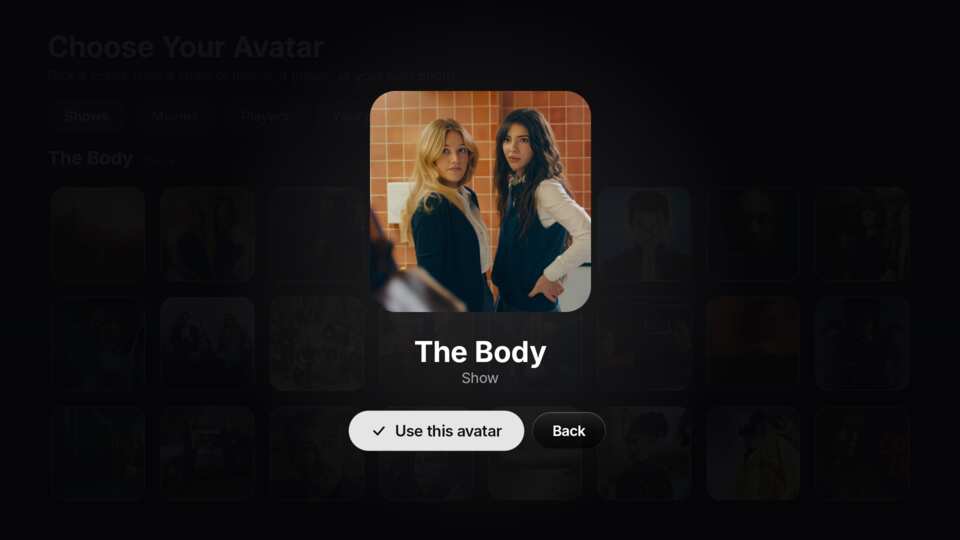 Choose Your Avatar
Shows
Movies
Players
The Body
The Body
Show
Use this avatar
Back